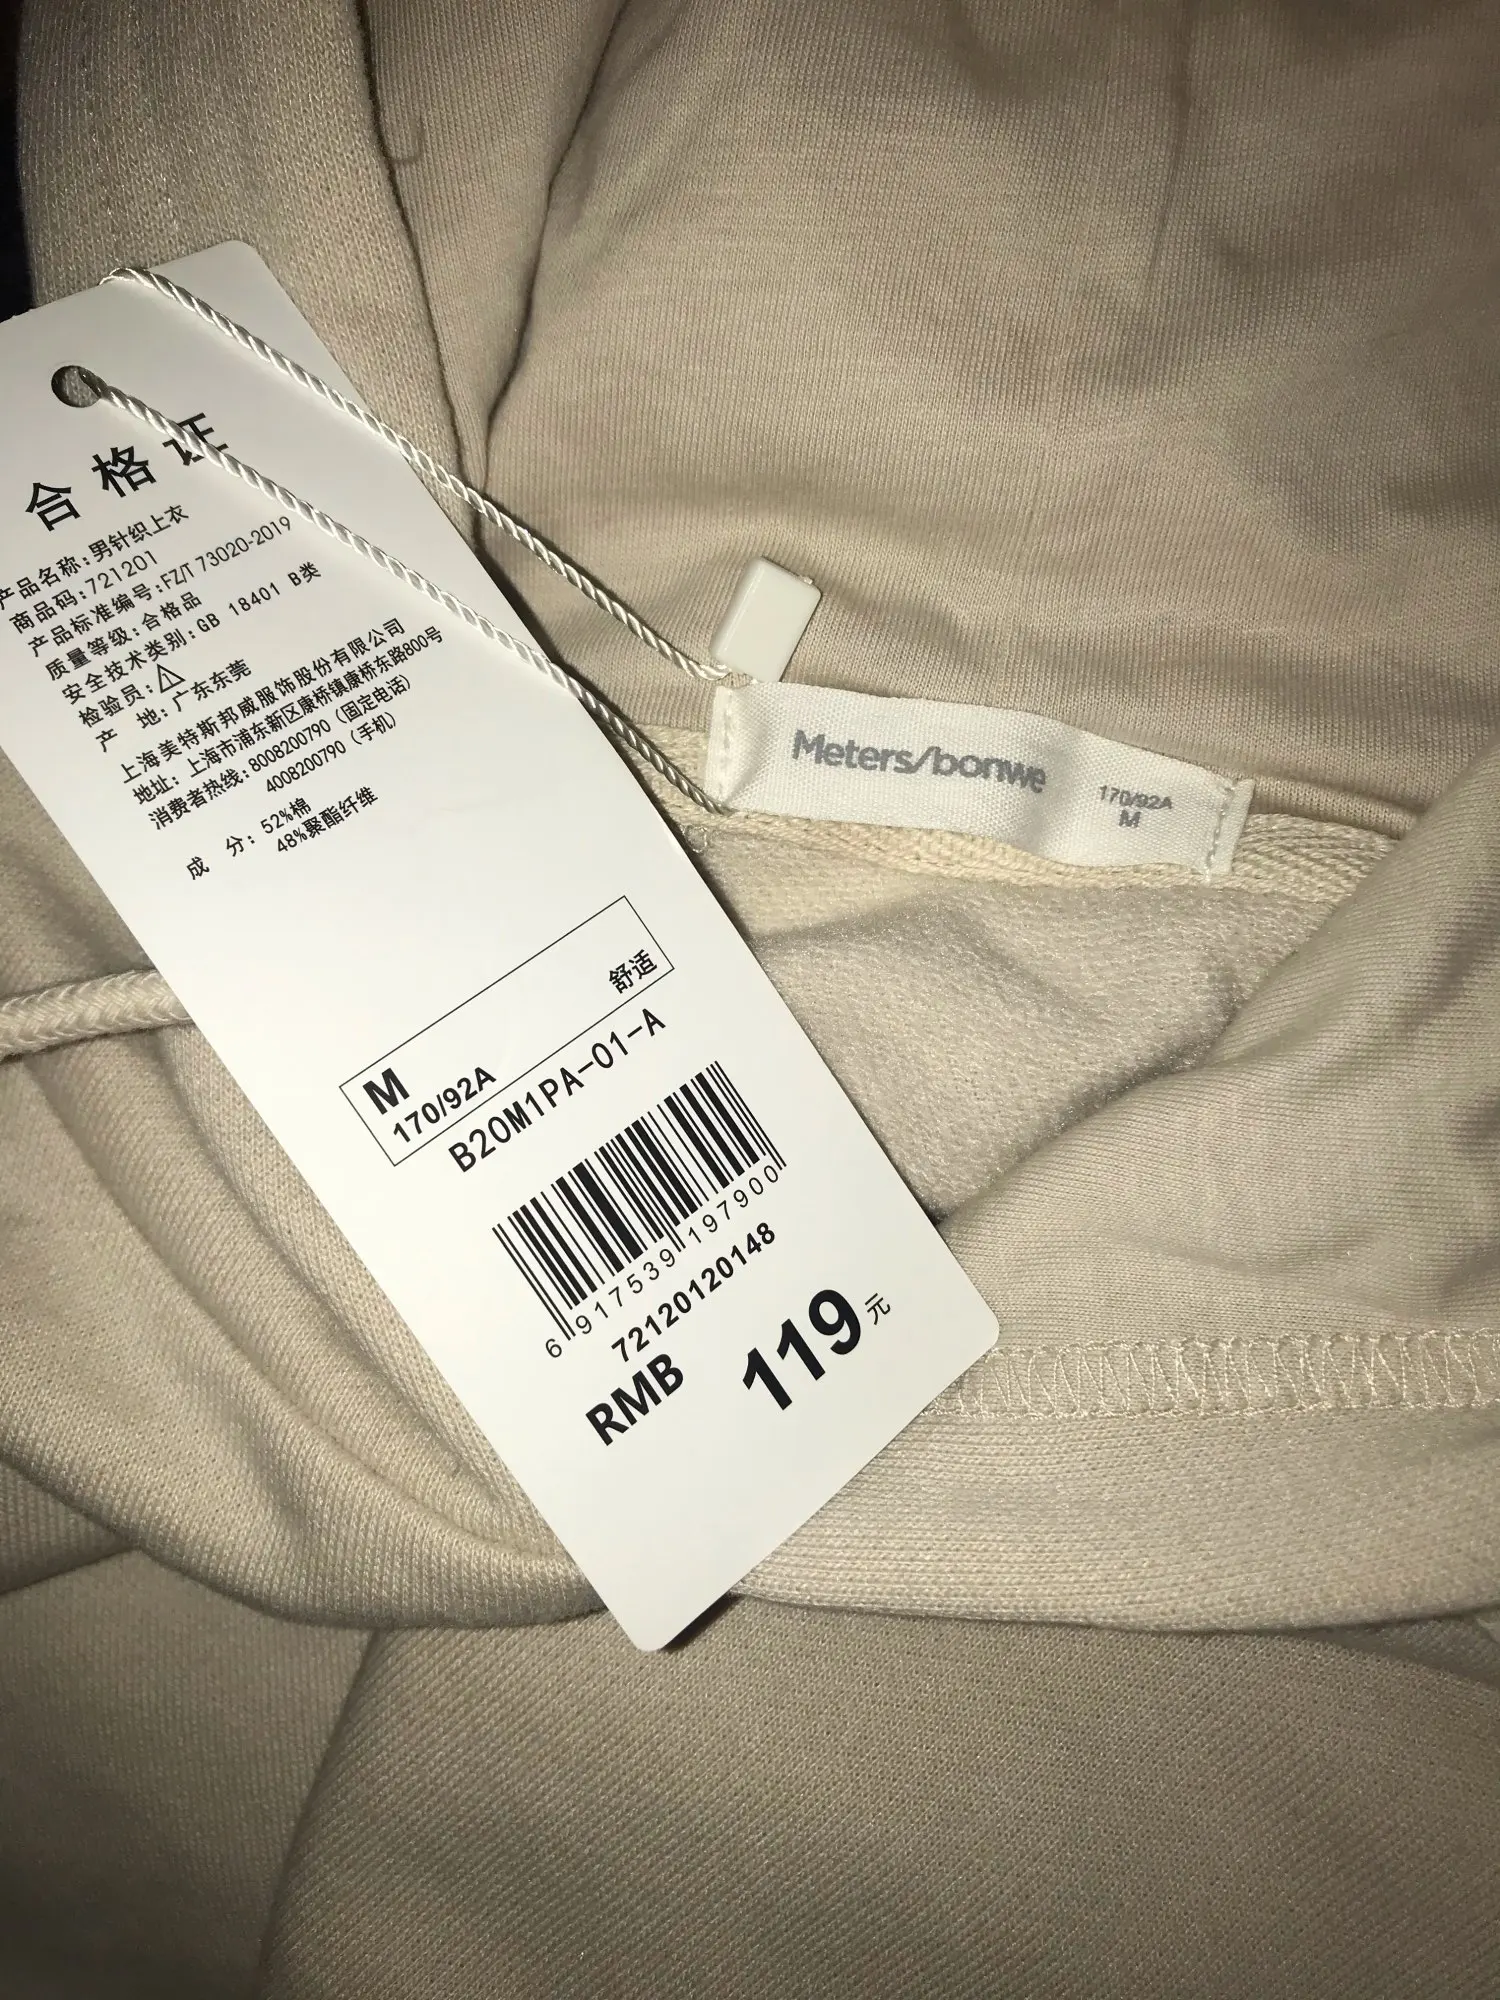 合格证
产品名称:男针织上衣
商品码:721201
产品标准编号:FZ/T 73020-2019
质量等级:合格品
安全技术类别:GB 18401 B类
检验员:
产 地:广东东莞
上海美特斯邦威服饰股份有限公司
地址:上海市浦东新区康桥镇康桥东路800号
消费者热线:8008200790(固定电话)
4008200790(手机)
成 分:52%棉
48%聚酯纤维
舒适
M
170/92A
B20M1PA-01-A
6 917539 197900
72120120148
RMB 119元
Meters/bonwe
170/92A
M